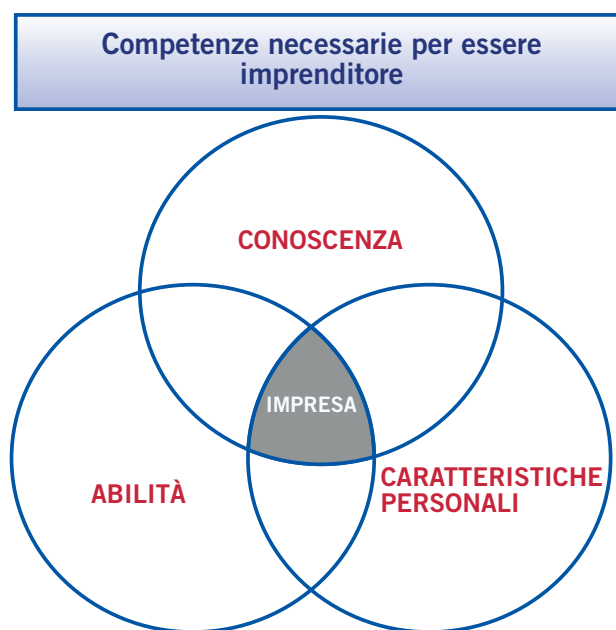 Competenze necessarie per essere
imprenditore
CONOSCENZA
IMPRESA
ABILITÀ
CARATTERISTICHE
PERSONALI